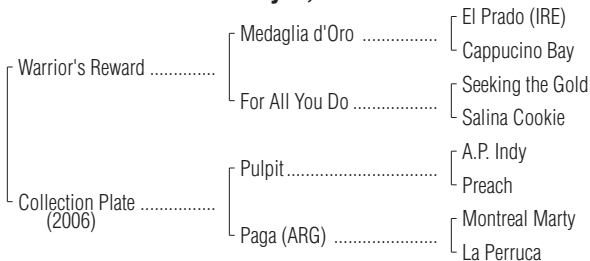 El Prado (IRE)
Medaglia d'Oro ................
Cappucino Bay
Warrior's Reward ..............
Seeking the Gold
For All You Do ..................
Salina Cookie
A.P. Indy
Pulpit................................
Preach
Collection Plate ................
(2006)
Montreal Marty
Paga (ARG) ......................
La Perruca